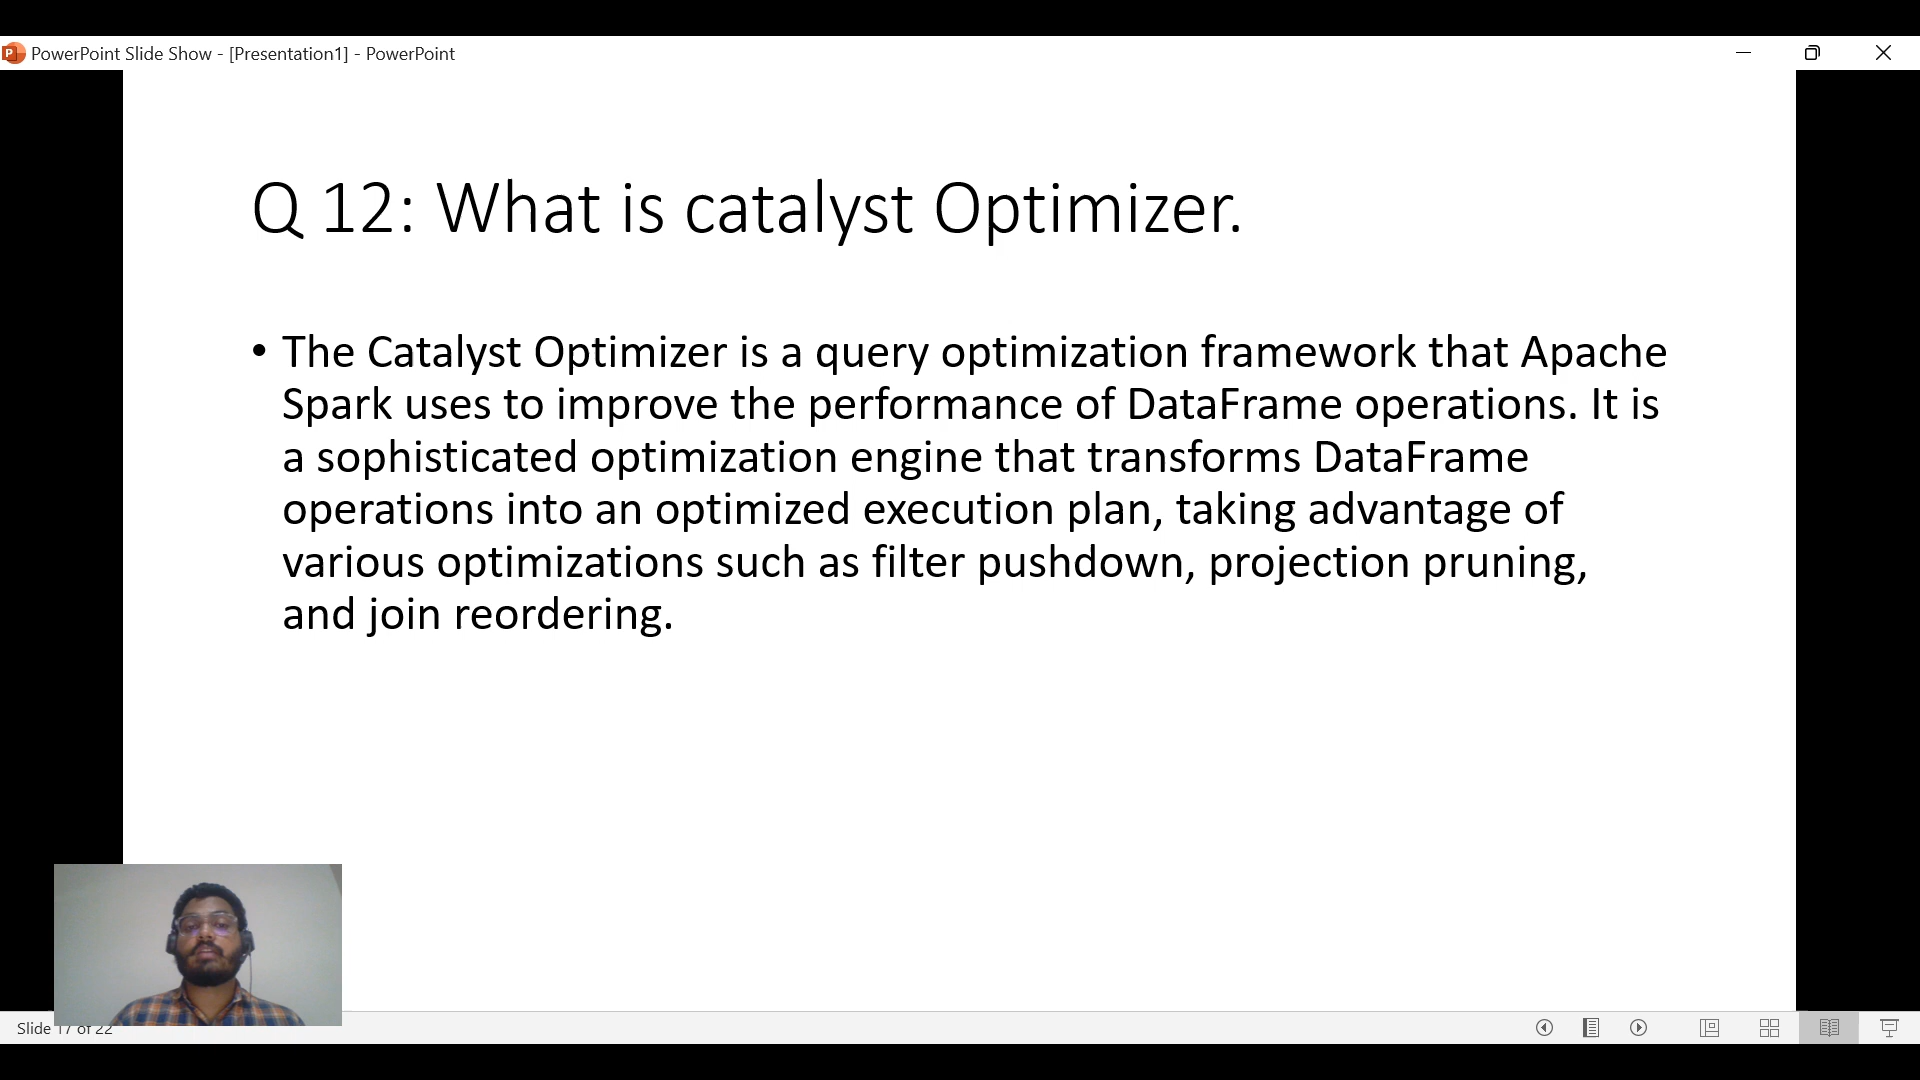 PowerPoint Slide Show - [Presentation1] - PowerPoint
Q 12: What is catalyst Optimizer.
• The Catalyst Optimizer is a query optimization framework that Apache
Spark uses to improve the performance of DataFrame operations. It is
a sophisticated optimization engine that transforms DataFrame
operations into an optimized execution plan, taking advantage of
various optimizations such as filter pushdown, projection pruning,
and join reordering.
Slide 17 of 22